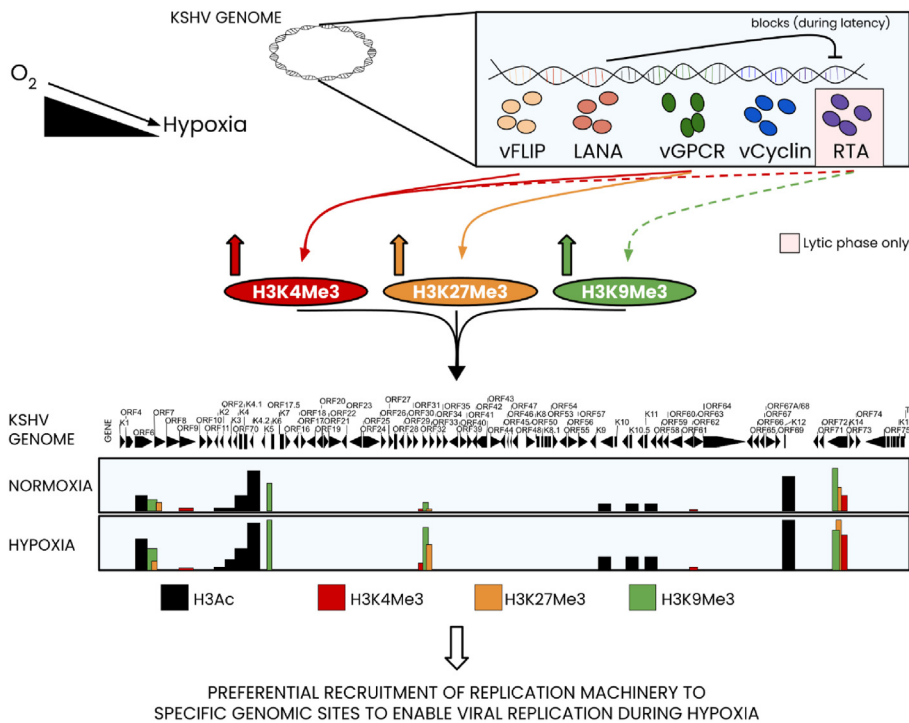 KSHV GENOME
blocks (during latency)
O2
Hypoxia
vFLIP LANA vGPCR vCyclin RTA
Lytic phase only
H3K4Me3 H3K27Me3 H3K9Me3
KSHV
GENOME
GENE
ORF4 K1 ORF6 ORF7 ORF8 ORF9 ORF10 ORF11 K2 ORF2 K3 K4 ORF70 K4.1 K4.2 K5 K6 ORF17.5 K7 ORF16 ORF18 ORF17 ORF19 ORF20 ORF22 ORF21 ORF23 ORF24 ORF25 ORF26 ORF27 ORF28 ORF29 ORF30 ORF31 ORF32 ORF33 ORF34 ORF35 ORF39 ORF40 ORF41 ORF42 ORF43 ORF44 ORF45 ORF46 ORF47 ORF48 K8 ORF50 K8.1 ORF53 ORF54 ORF55 ORF56 ORF57 K9 K10 K10.5 K11 ORF58 ORF59 ORF60 ORF61 ORF62 ORF63 ORF64 ORF65 ORF66 ORF67 ORF67A/68 ORF69 K12 ORF71 ORF72 ORF73 K14 ORF74 ORF75
NORMOXIA
HYPOXIA
H3Ac H3K4Me3 H3K27Me3 H3K9Me3
PREFERENTIAL RECRUITMENT OF REPLICATION MACHINERY TO
SPECIFIC GENOMIC SITES TO ENABLE VIRAL REPLICATION DURING HYPOXIA